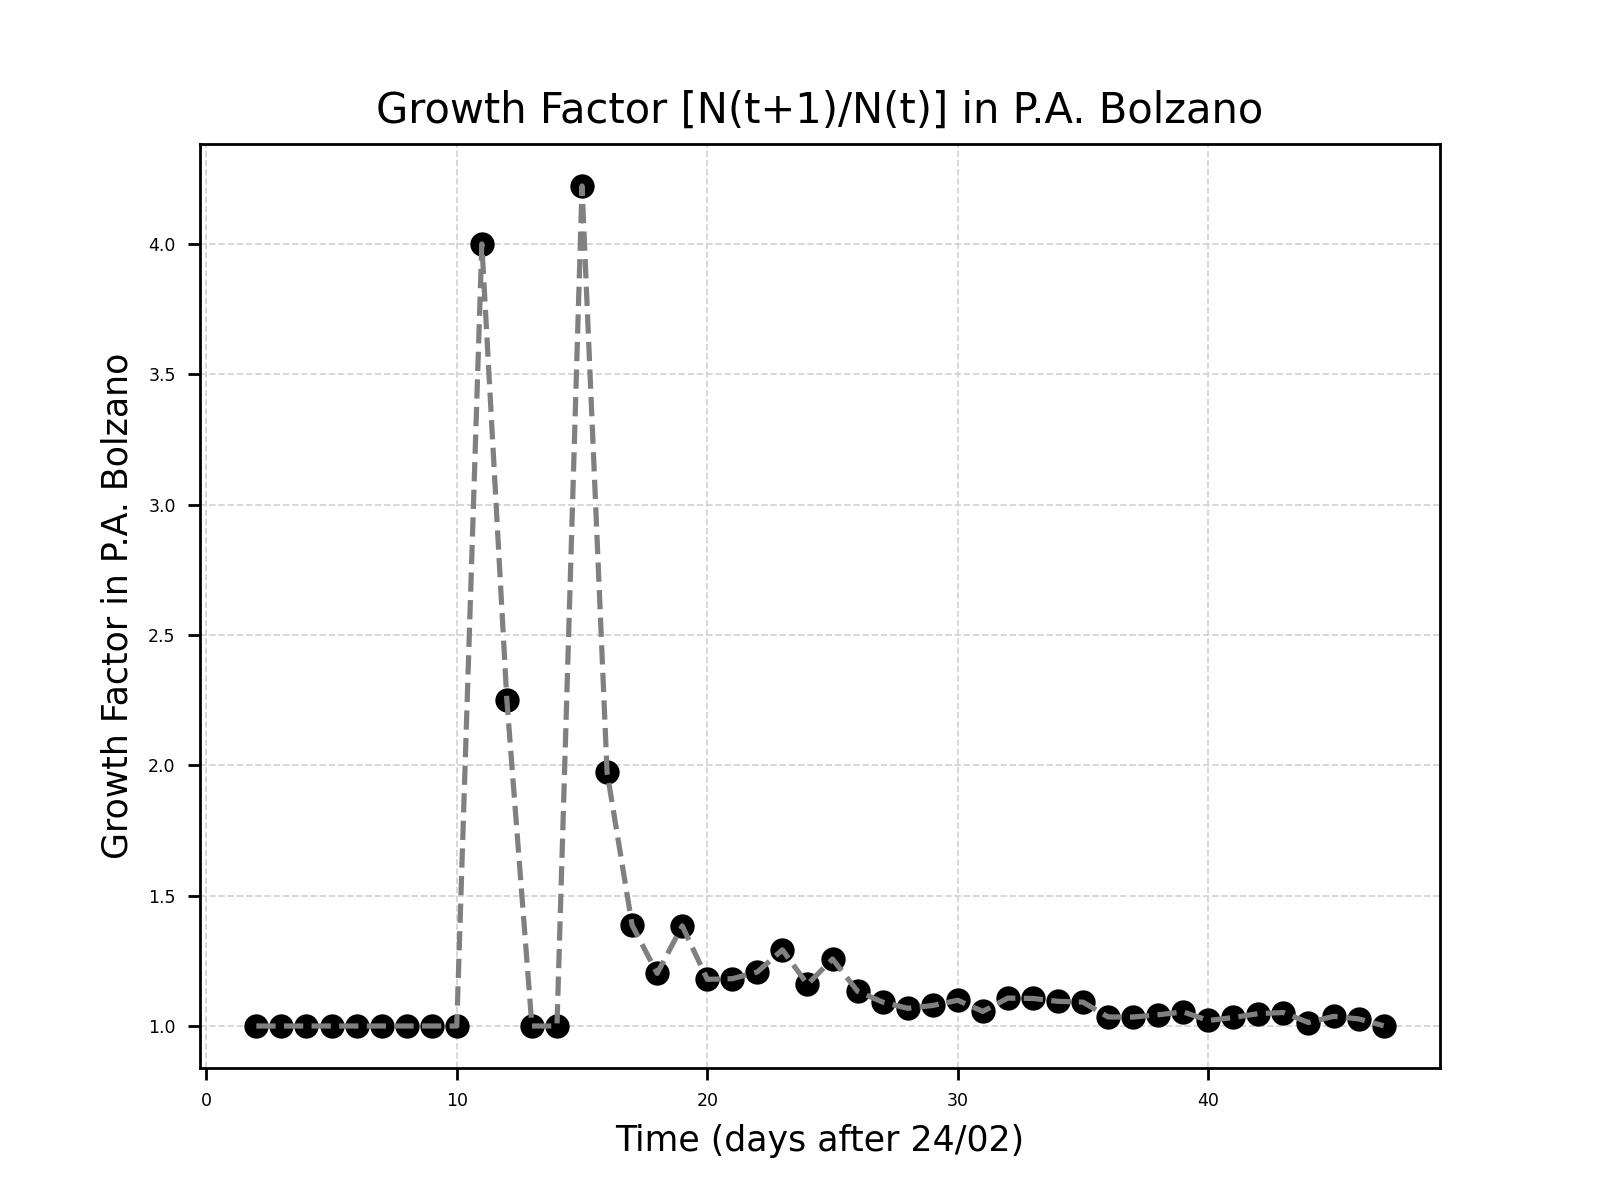 Growth Factor [N(t+1)/N(t)] in P.A. Bolzano
Growth Factor in P.A. Bolzano
4.0
3.5
3.0
2.5
2.0
1.5
1.0
0 10 20 30 40
Time (days after 24/02)